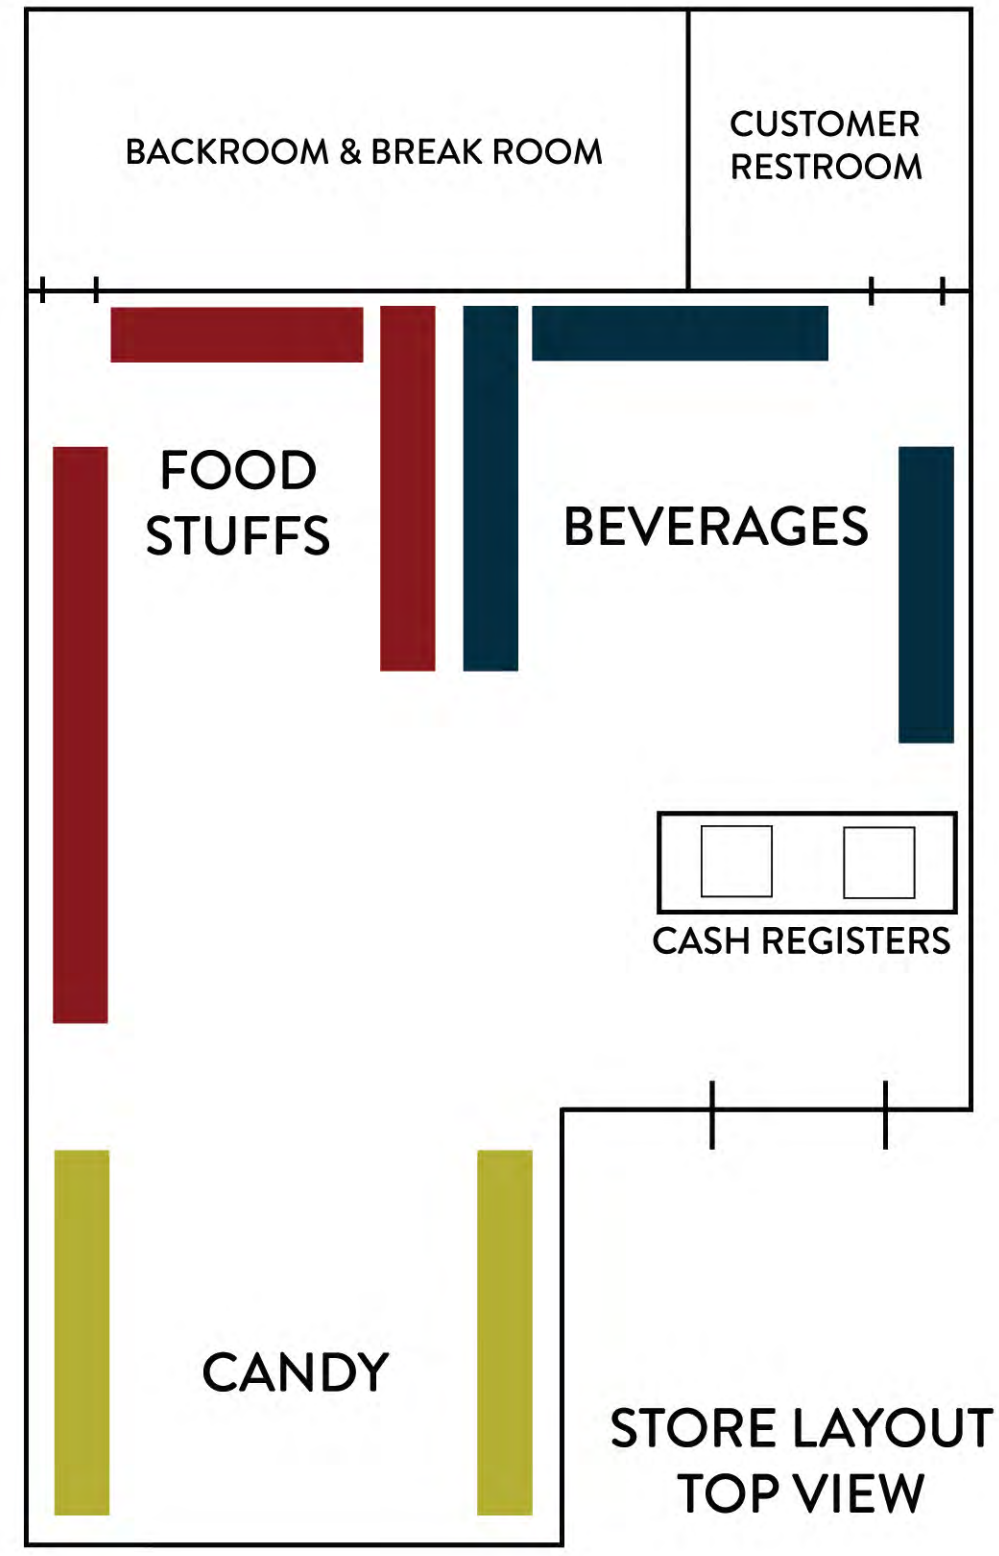 BACKROOM & BREAK ROOM
CUSTOMER
RESTROOM
FOOD
STUFFS
BEVERAGES
CASH REGISTERS
CANDY
STORE LAYOUT
TOP VIEW